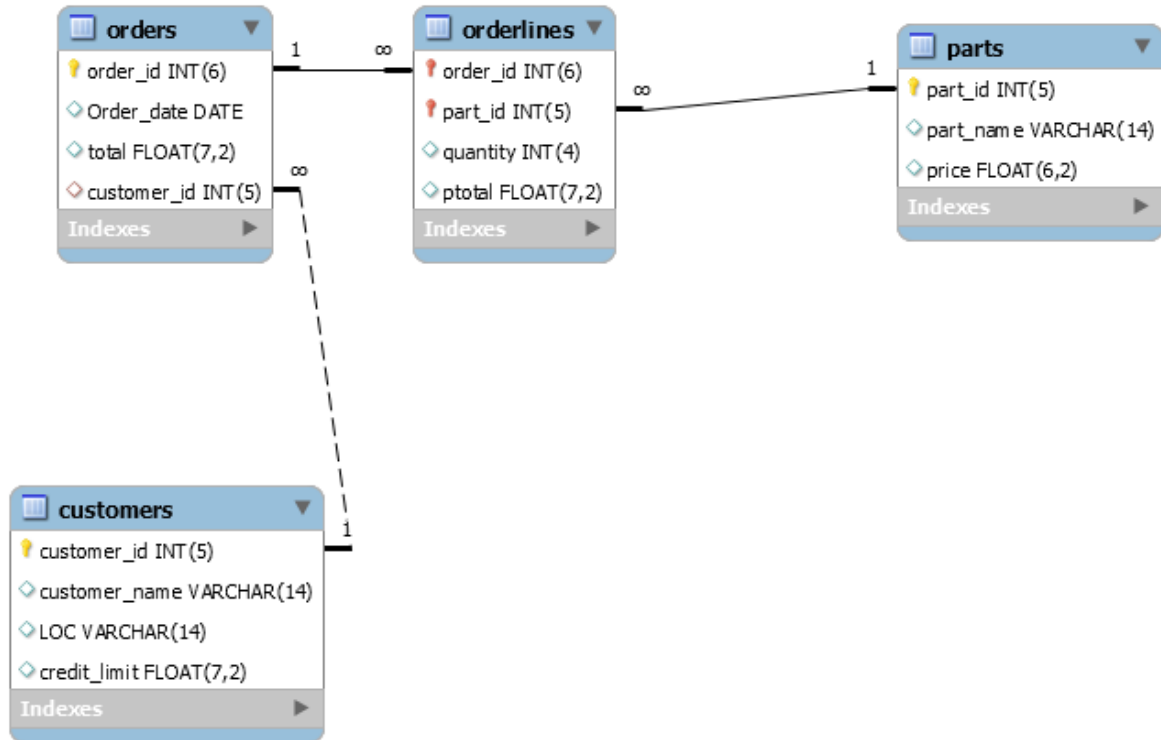 orders
order_id INT(6)
Order_date DATE
total FLOAT(7,2)
customer_id INT(5)
Indexes
1
∞
orderlines
order_id INT(6)
part_id INT(5)
quantity INT(4)
ptotal FLOAT(7,2)
Indexes
∞
1
parts
part_id INT(5)
part_name VARCHAR(14)
price FLOAT(6,2)
Indexes
∞
1
customers
customer_id INT(5)
customer_name VARCHAR(14)
LOC VARCHAR(14)
credit_limit FLOAT(7,2)
Indexes